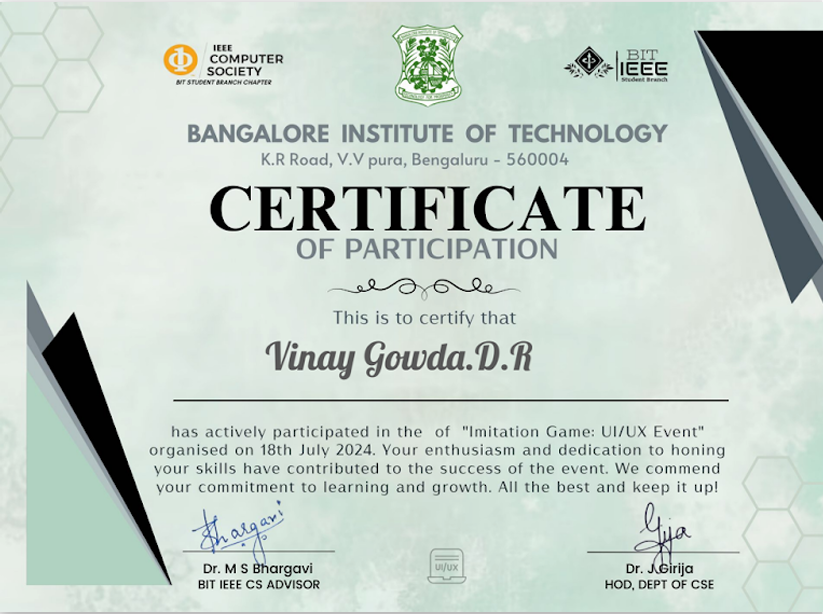 IEEE
COMPUTER
SOCIETY
BIT STUDENT BRANCH CHAPTER
BIT
IEEE
Student Branch
BANGALORE INSTITUTE OF TECHNOLOGY
K.R Road, V.V pura, Bengaluru - 560004
CERTIFICATE
OF PARTICIPATION
This is to certify that
Vinay Gowda.D.R
has actively participated in the of "Imitation Game: UI/UX Event"
organised on 18th July 2024. Your enthusiasm and dedication to honing
your skills have contributed to the success of the event. We commend
your commitment to learning and growth. All the best and keep it up!
Bhargavi
Dr. M S Bhargavi
BIT IEEE CS ADVISOR
UI/UX
Dr. J.Girija
HOD, DEPT OF CSE